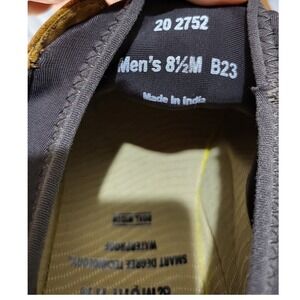 20 2752
Men's 8½M B23
Made in India
SMART DEGREE TECHNOLOGY
WATERPROOF